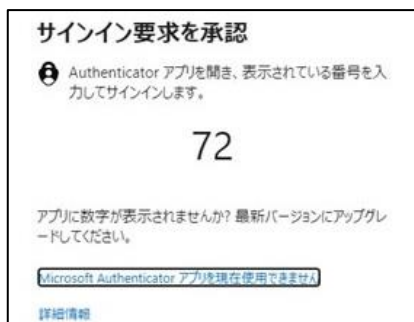 サインイン要求を承認
Authenticator アプリを開き、表示されている番号を入
力してサインインします。
72
アプリに数字が表示されませんか? 最新バージョンにアップグレ
ードしてください。
Microsoft Authenticator アプリを現在使用できません
詳細情報